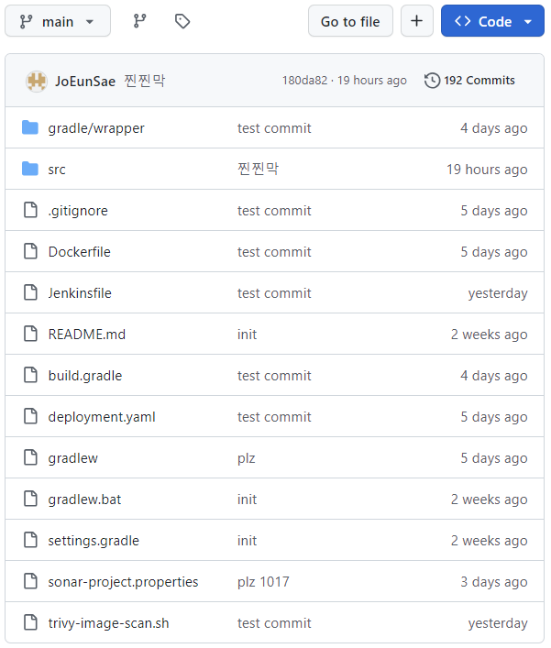 main Go to file + Code
JoEunSae 찐찐막 180da82 · 19 hours ago 192 Commits
gradle/wrapper test commit 4 days ago
src 찐찐막 19 hours ago
.gitignore test commit 5 days ago
Dockerfile test commit 5 days ago
Jenkinsfile test commit yesterday
README.md init 2 weeks ago
build.gradle test commit 4 days ago
deployment.yaml test commit 5 days ago
gradlew plz 5 days ago
gradlew.bat init 2 weeks ago
settings.gradle init 2 weeks ago
sonar-project.properties plz 1017 3 days ago
trivy-image-scan.sh test commit yesterday